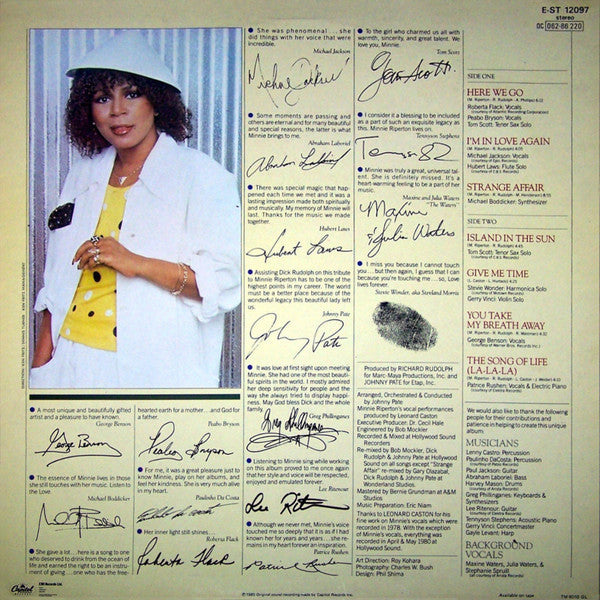 E-ST 12097
stereo
OC 062-86 220
● She was phenomenal ...she
did things with her voice that were
incredible.
Michael Jackson
● Some moments are passing and
others are eternal and for many beautiful
and special reasons, the latter is what
Minnie brings to me.
Abraham Laboriel
● There was special magic that hap-
pened each time we met and it was a
lasting impression made both spiritually
and musically. My memory of Minnie will
last. Thanks for the music we made
together.
Hubert Laws
Hubert Laws
● Assisting Dick Rudolph on this tribute
to Minnie Riperton has to be one of the
highest points in my career. The world
must be a better place because of the
wonderful legacy this beautiful lady left
us.
Johnny Pate
Johnny Pate
● It was love at first sight upon meeting
Minnie. She had one of the most beauti-
ful spirits in the world. I mostly admired
her deep sensitivity for people and the
way she always tried to display happi-
ness. May God bless Dick and the whole
family.
Greg Phillinganes
● Listening to Minnie sing while working
on this album proved to me once again
that her style and voice will be respected,
enjoyed and emulated forever.
Lee Ritenour
● Although we never met, Minnie's voice
touched me so deeply that it is as if I had
known her for years and years ...she re-
mains in my heart forever an inspiration.
Patrice Rushen
Patrice Rushen
● To the girl who charmed us all with
warmth, sincerity, and great talent. We
love you, Minnie.
Tom Scott
Tom Scott
● I consider it a blessing to be included
as a part of such an exquisite legacy as
this. Minnie Riperton lives on.
Tennyson Stephens
● Minnie was truly a great, universal tal-
ent. She is definitely missed. It's a
heart-warming feeling to be a part of her
music.
Maxine and Julia Waters
"The Waters"
Maxine
& Julia Waters
● I miss you because I cannot touch
you...but then again, I guess that I can
because you're touching me...so, Love
lives forever.
Stevie Wonder, aka Steveland Morris
Produced by RICHARD RUDOLPH
for Marc-Maya Productions, Inc. and
JOHNNY PATE for Etap, Inc.
Arranged, Orchestrated & Conducted
by Johnny Pate
Minnie Riperton's vocal performances
produced by Leonard Caston
Executive Producer, Dr. Cecil Hale
Engineered by Bob Mockler
Recorded & Mixed at Hollywood Sound
Recorders
Re-mixed by Bob Mockler, Dick
Rudolph & Johnny Pate at Hollywood
Sound on all songs except "Strange
Affair" re-mixed by Gary Olazabal,
Dick Rudolph & Johnny Pate at
Wonderland Studios
Mastered by Bernie Grundman at A&M
Studios
Music Preparation: Eric Niam
Thanks to LEONARD CASTON for his
fine work on Minnie's vocals which were
recorded in 1978. With the exception
of Minnie's vocals, everything was
recorded in April & May 1980 at
Hollywood Sound.
Art Direction: Roy Kohara
Photography: Charles W. Bush
Design: Phil Shima
SIDE ONE
HERE WE GO
Roberta Flack: Vocals
Peabo Bryson: Vocals
Tom Scott: Tenor Sax Solo
I'M IN LOVE AGAIN
Michael Jackson: Vocals
Hubert Laws: Flute Solo
STRANGE AFFAIR
Michael Boddicker: Synthesizer
SIDE TWO
ISLAND IN THE SUN
Tom Scott: Tenor Sax Solo
GIVE ME TIME
Stevie Wonder: Harmonica Solo
Gerry Vinci: Violin Solo
YOU TAKE
MY BREATH AWAY
George Benson: Vocals
THE SONG OF LIFE
(LA-LA-LA)
Patrice Rushen: Vocals & Electric Piano
We would also like to thank the following
people for their contributions and
patience in helping to create this unique
album.
MUSICIANS
Lenny Castro: Percussion
Paulinho DaCosta: Percussion
Paul Jackson: Guitar
Abraham Laboriel: Bass
Harvey Mason: Drums
Greg Phillinganes: Keyboards
& Synthesizers
Lee Ritenour: Guitar
Tennyson Stephens: Acoustic Piano
Gerry Vinci: Concertmaster
Gayle Levant: Harp
BACKGROUND
VOCALS
Maxine Waters, Julia Waters, &
Stephanie Spruill
● A most unique and beautifully gifted
artist and a pleasure to have known.
George Benson
George Benson
● The essence of Minnie lives in those
she still touches with her music. Listen to
the Love.
Michael Boddicker
● She gave a lot ...here is a song to one
who deserved to drink from the ocean of
life and earned the right to be an instru-
ment of giving ...one who has the free-
hearted earth for a mother ...and God for
a father.
Peabo Bryson
Peabo Bryson
● For me, it was a great pleasure just to
know Minnie, play on her albums, and
feel her kindness. She is very much alive
in my heart.
Paulinho Da Costa
● Her inner light still shines...
Roberta Flack
Roberta Flack
Capitol